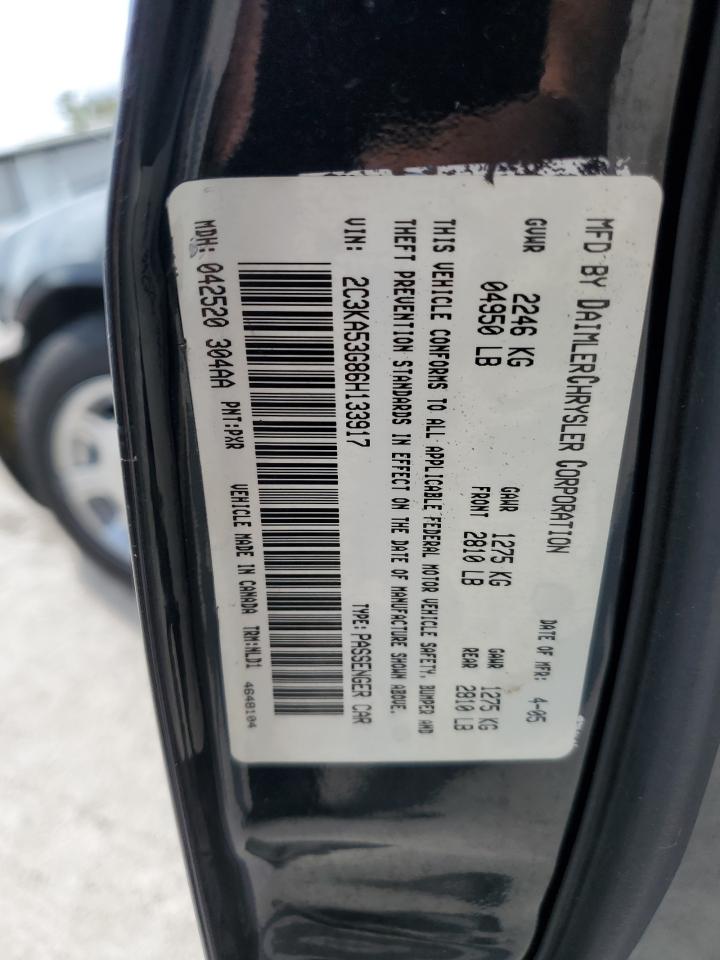 MFD BY DAIMLERCHRYSLER CORPORATION
DATE OF MFR: 4-05
GVWR 2246 KG 04950 LB
GAWR FRONT 1275 KG 2810 LB
GAWR REAR 1275 KG 2810 LB
THIS VEHICLE CONFORMS TO ALL APPLICABLE FEDERAL MOTOR VEHICLE SAFETY, BUMPER AND
THEFT PREVENTION STANDARDS IN EFFECT ON THE DATE OF MANUFACTURE SHOWN ABOVE.
VIN: 2C3KA53G86H133917 TYPE: PASSENGER CAR
MDH: 042520 304AA PNT:PXR VEHICLE MADE IN CANADA TRM:NLD1 4648104